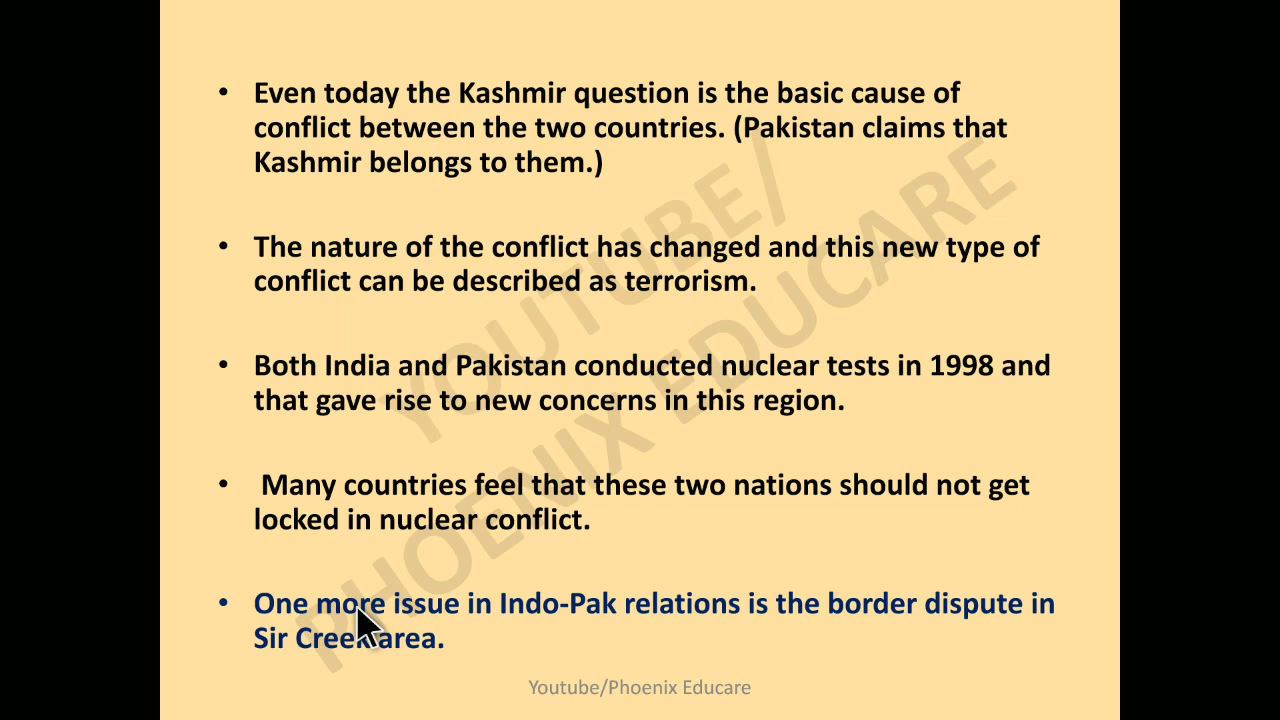 • Even today the Kashmir question is the basic cause of
conflict between the two countries. (Pakistan claims that
Kashmir belongs to them.)
• The nature of the conflict has changed and this new type of
conflict can be described as terrorism.
• Both India and Pakistan conducted nuclear tests in 1998 and
that gave rise to new concerns in this region.
• Many countries feel that these two nations should not get
locked in nuclear conflict.
• One more issue in Indo-Pak relations is the border dispute in
Sir Creek area.
YOUTUBE/
PHOENIX EDUCARE
Youtube/Phoenix Educare